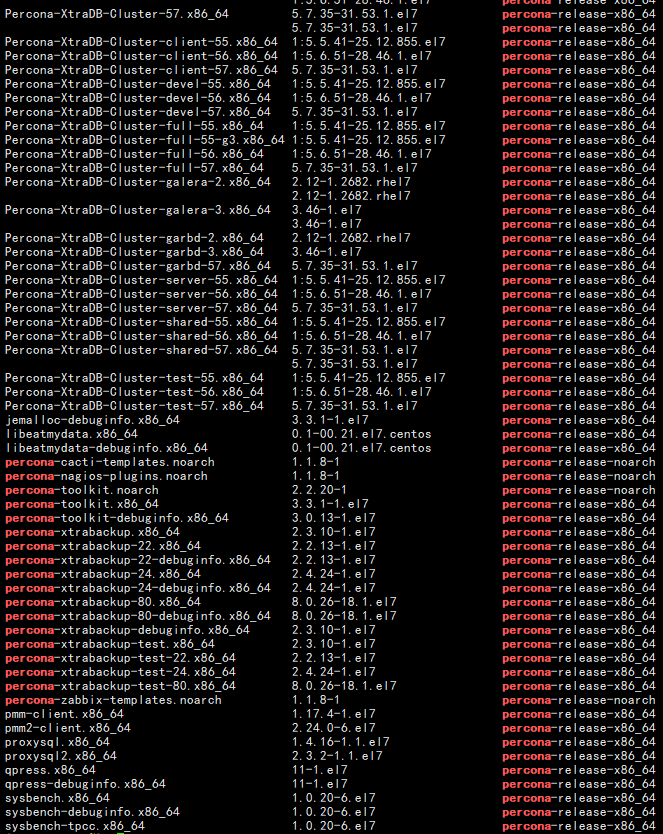 1:5.6.51-28.46.1.el7 percona-release-x86_64
Percona-XtraDB-Cluster-57.x86_64 5.7.35-31.53.1.el7 percona-release-x86_64
5.7.35-31.53.1.el7 percona-release-x86_64
Percona-XtraDB-Cluster-client-55.x86_64 1:5.5.41-25.12.855.el7 percona-release-x86_64
Percona-XtraDB-Cluster-client-56.x86_64 1:5.6.51-28.46.1.el7 percona-release-x86_64
Percona-XtraDB-Cluster-client-57.x86_64 5.7.35-31.53.1.el7 percona-release-x86_64
Percona-XtraDB-Cluster-devel-55.x86_64 1:5.5.41-25.12.855.el7 percona-release-x86_64
Percona-XtraDB-Cluster-devel-56.x86_64 1:5.6.51-28.46.1.el7 percona-release-x86_64
Percona-XtraDB-Cluster-devel-57.x86_64 5.7.35-31.53.1.el7 percona-release-x86_64
Percona-XtraDB-Cluster-full-55.x86_64 1:5.5.41-25.12.855.el7 percona-release-x86_64
Percona-XtraDB-Cluster-full-55-g3.x86_64 1:5.5.41-25.12.855.el7 percona-release-x86_64
Percona-XtraDB-Cluster-full-56.x86_64 1:5.6.51-28.46.1.el7 percona-release-x86_64
Percona-XtraDB-Cluster-full-57.x86_64 5.7.35-31.53.1.el7 percona-release-x86_64
Percona-XtraDB-Cluster-galera-2.x86_64 2.12-1.2682.rhel7 percona-release-x86_64
2.12-1.2682.rhel7 percona-release-x86_64
Percona-XtraDB-Cluster-galera-3.x86_64 3.46-1.el7 percona-release-x86_64
3.46-1.el7 percona-release-x86_64
Percona-XtraDB-Cluster-garbd-2.x86_64 2.12-1.2682.rhel7 percona-release-x86_64
Percona-XtraDB-Cluster-garbd-3.x86_64 3.46-1.el7 percona-release-x86_64
Percona-XtraDB-Cluster-garbd-57.x86_64 5.7.35-31.53.1.el7 percona-release-x86_64
Percona-XtraDB-Cluster-server-55.x86_64 1:5.5.41-25.12.855.el7 percona-release-x86_64
Percona-XtraDB-Cluster-server-56.x86_64 1:5.6.51-28.46.1.el7 percona-release-x86_64
Percona-XtraDB-Cluster-server-57.x86_64 5.7.35-31.53.1.el7 percona-release-x86_64
Percona-XtraDB-Cluster-shared-55.x86_64 1:5.5.41-25.12.855.el7 percona-release-x86_64
Percona-XtraDB-Cluster-shared-56.x86_64 1:5.6.51-28.46.1.el7 percona-release-x86_64
Percona-XtraDB-Cluster-shared-57.x86_64 5.7.35-31.53.1.el7 percona-release-x86_64
5.7.35-31.53.1.el7 percona-release-x86_64
Percona-XtraDB-Cluster-test-55.x86_64 1:5.5.41-25.12.855.el7 percona-release-x86_64
Percona-XtraDB-Cluster-test-56.x86_64 1:5.6.51-28.46.1.el7 percona-release-x86_64
Percona-XtraDB-Cluster-test-57.x86_64 5.7.35-31.53.1.el7 percona-release-x86_64
jemalloc-debuginfo.x86_64 3.3.1-1.el7 percona-release-x86_64
libeatmydata.x86_64 0.1-00.21.el7.centos percona-release-x86_64
libeatmydata-debuginfo.x86_64 0.1-00.21.el7.centos percona-release-x86_64
percona-cacti-templates.noarch 1.1.8-1 percona-release-noarch
percona-nagios-plugins.noarch 1.1.8-1 percona-release-noarch
percona-toolkit.noarch 2.2.20-1 percona-release-noarch
percona-toolkit.x86_64 3.3.1-1.el7 percona-release-x86_64
percona-toolkit-debuginfo.x86_64 3.0.13-1.el7 percona-release-x86_64
percona-xtrabackup.x86_64 2.3.10-1.el7 percona-release-x86_64
percona-xtrabackup-22.x86_64 2.2.13-1.el7 percona-release-x86_64
percona-xtrabackup-22-debuginfo.x86_64 2.2.13-1.el7 percona-release-x86_64
percona-xtrabackup-24.x86_64 2.4.24-1.el7 percona-release-x86_64
percona-xtrabackup-24-debuginfo.x86_64 2.4.24-1.el7 percona-release-x86_64
percona-xtrabackup-80.x86_64 8.0.26-18.1.el7 percona-release-x86_64
percona-xtrabackup-80-debuginfo.x86_64 8.0.26-18.1.el7 percona-release-x86_64
percona-xtrabackup-debuginfo.x86_64 2.3.10-1.el7 percona-release-x86_64
percona-xtrabackup-test.x86_64 2.3.10-1.el7 percona-release-x86_64
percona-xtrabackup-test-22.x86_64 2.2.13-1.el7 percona-release-x86_64
percona-xtrabackup-test-24.x86_64 2.4.24-1.el7 percona-release-x86_64
percona-xtrabackup-test-80.x86_64 8.0.26-18.1.el7 percona-release-x86_64
percona-zabbix-templates.noarch 1.1.8-1 percona-release-noarch
pmm-client.x86_64 1.17.4-1.el7 percona-release-x86_64
pmm2-client.x86_64 2.24.0-6.el7 percona-release-x86_64
proxysql.x86_64 1.4.16-1.1.el7 percona-release-x86_64
proxysql2.x86_64 2.3.2-1.1.el7 percona-release-x86_64
qpress.x86_64 11-1.el7 percona-release-x86_64
qpress-debuginfo.x86_64 11-1.el7 percona-release-x86_64
sysbench.x86_64 1.0.20-6.el7 percona-release-x86_64
sysbench-debuginfo.x86_64 1.0.20-6.el7 percona-release-x86_64
sysbench-tpcc.x86_64 1.0.20-6.el7 percona-release-x86_64